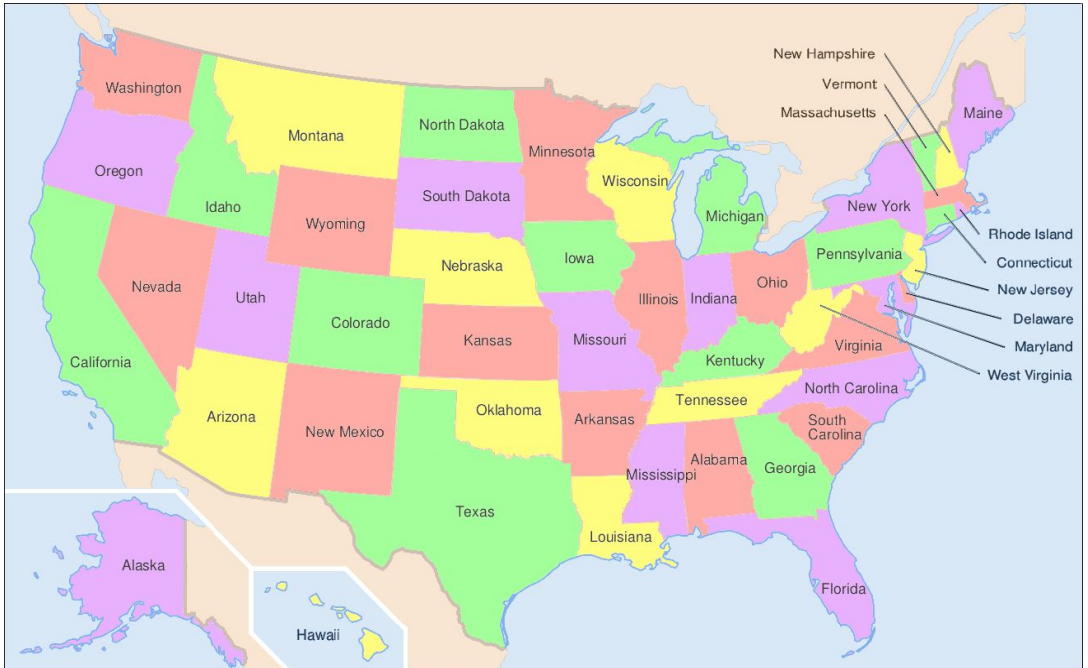 New Hampshire
Vermont
Massachusetts
Washington
Montana
North Dakota
Minnesota
Maine
Oregon
Idaho
Wyoming
South Dakota
Wisconsin
Michigan
New York
Rhode Island
Connecticut
New Jersey
Delaware
Maryland
West Virginia
Nevada
Utah
Colorado
Nebraska
Iowa
Illinois
Indiana
Ohio
Pennsylvania
California
Kansas
Missouri
Kentucky
Virginia
Arizona
New Mexico
Oklahoma
Arkansas
Tennessee
North Carolina
South
Carolina
Texas
Louisiana
Mississippi
Alabama
Georgia
Florida
Alaska
Hawaii